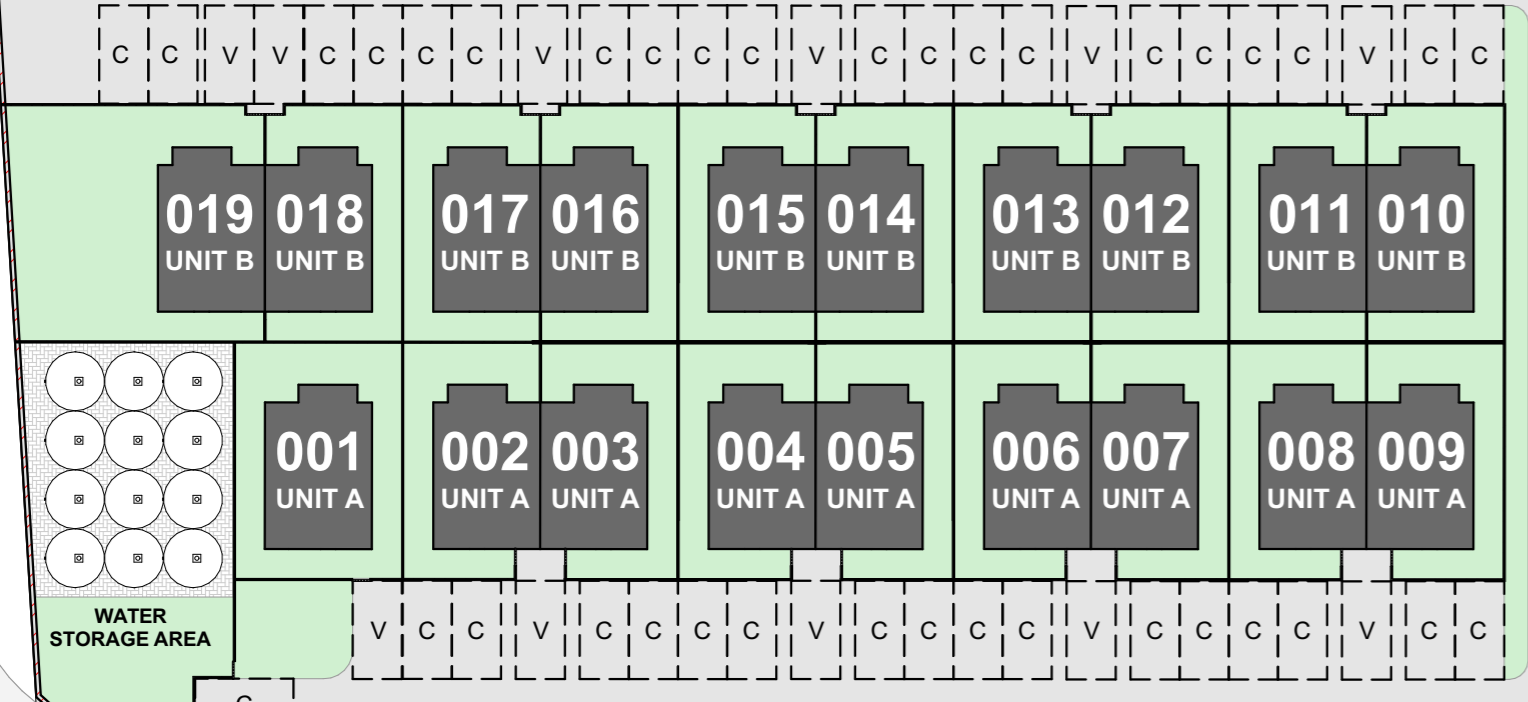 C C V V C C C C V C C C C V C C C C V C C C C V C C
019 018 017 016 015 014 013 012 011 010
UNIT B UNIT B UNIT B UNIT B UNIT B UNIT B UNIT B UNIT B UNIT B UNIT B
001 002 003 004 005 006 007 008 009
UNIT A UNIT A UNIT A UNIT A UNIT A UNIT A UNIT A UNIT A UNIT A
WATER
STORAGE AREA
V C C V C C C C V C C C C V C C C C V C C